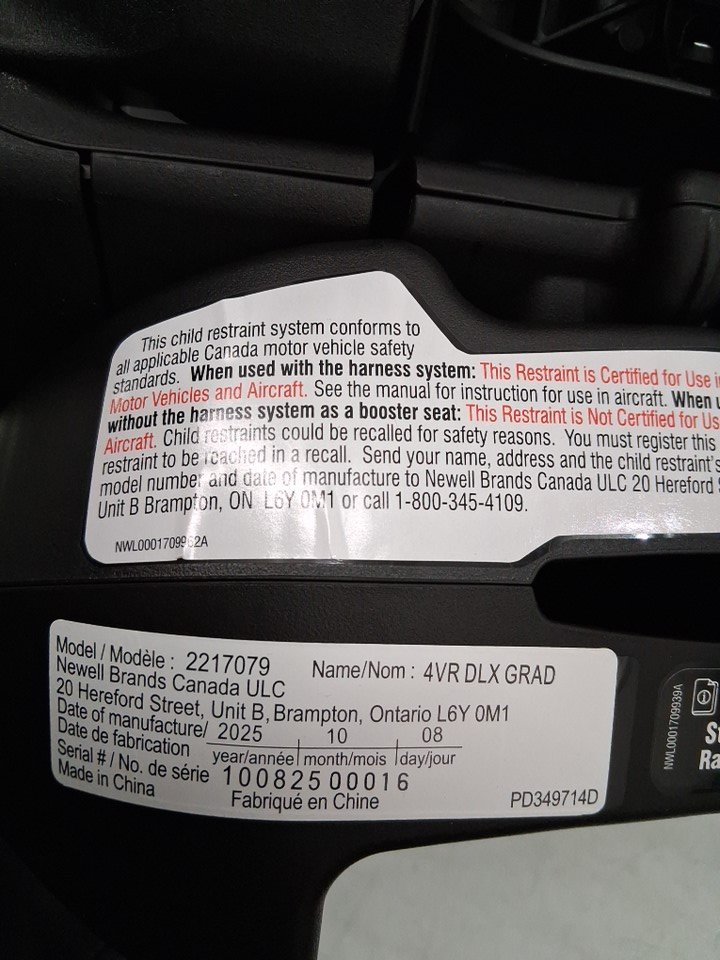 This child restraint system conforms to
all applicable Canada motor vehicle safety
standards. When used with the harness system: This Restraint is Certified for Use
Motor Vehicles and Aircraft. See the manual for instruction for use in aircraft. When
without the harness system as a booster seat: This Restraint is Not Certified for
Aircraft. Child restraints could be recalled for safety reasons. You must register this
restraint to be reached in a recall. Send your name, address and the child restraint's
model number and date of manufacture to Newell Brands Canada ULC 20 Hereford
Unit B Brampton, ON L6Y 0M1 or call 1-800-345-4109.
Model / Modèle : 2217079 Name/Nom : 4VR DLX GRAD
Newell Brands Canada ULC
20 Hereford Street, Unit B, Brampton, Ontario L6Y 0M1
Date of manufacture/ 2025 10 08
Date de fabrication year/année month/mois day/jour
Serial # / No. de série 10082500016
Made in China Fabriqué en Chine PD349714D
NWL0001709939A